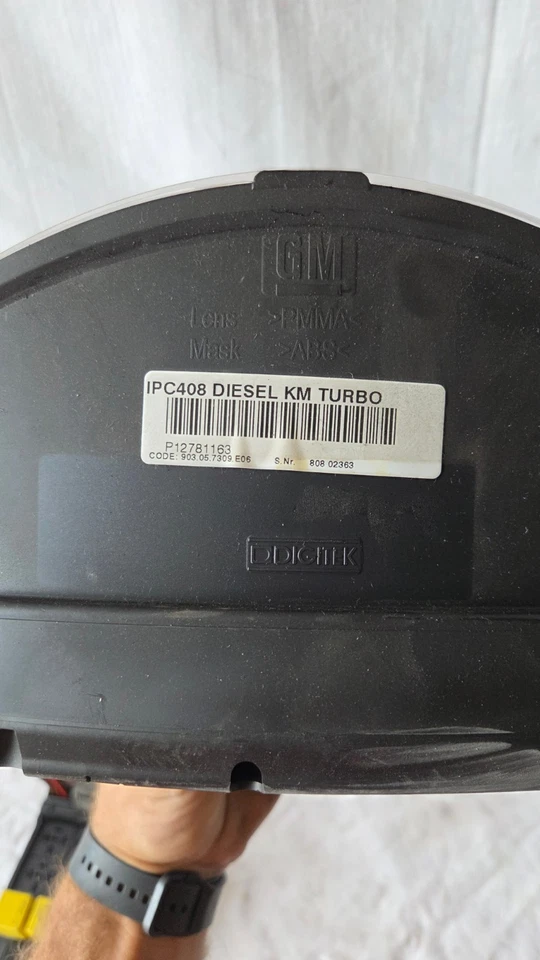 GM
Lens >PMMA<
Mask >ABS<
IPC408 DIESEL KM TURBO
P12781163
CODE: 903.05.7309.E06 S.Nr. 808 02363
DDIGITEK